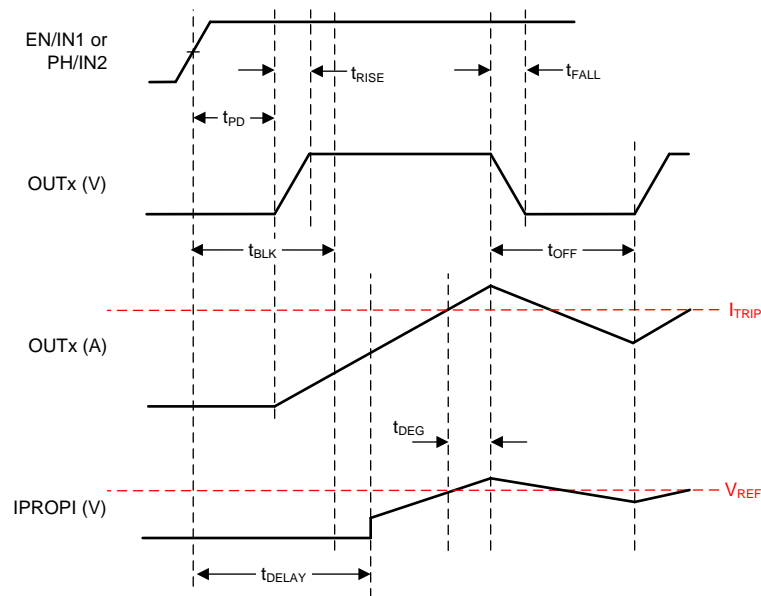 EN/IN1 or
PH/IN2
tRISE
tFALL
tPD
OUTx (V)
tBLK
tOFF
ITRIP
OUTx (A)
tDEG
VREF
IPROPI (V)
tDELAY